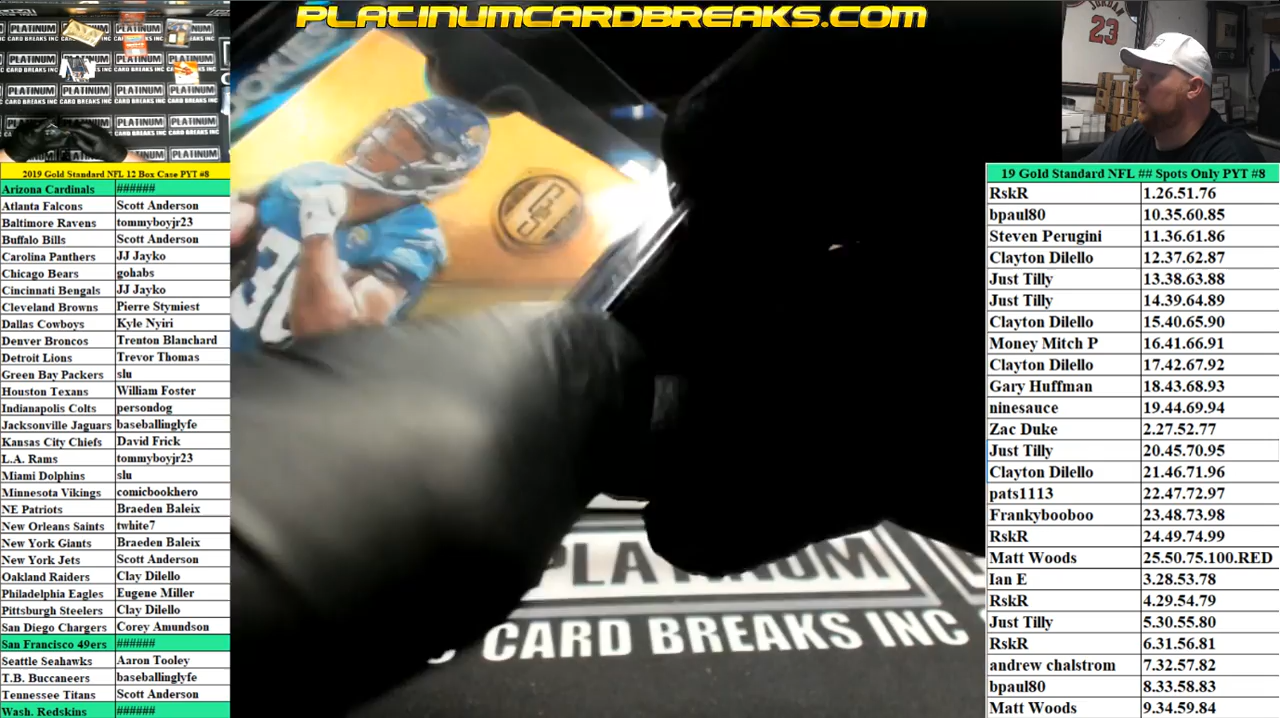 PLATINUMCARDBREAKS.COM
JORDAN
23
PLATINUM
CARD BREAKS INC
2019 Gold Standard NFL 12 Box Case PYT #8
Arizona Cardinals ######
Atlanta Falcons Scott Anderson
Baltimore Ravens tommyboyjr23
Buffalo Bills Scott Anderson
Carolina Panthers JJ Jayko
Chicago Bears gohabs
Cincinnati Bengals JJ Jayko
Cleveland Browns Pierre Stymiest
Dallas Cowboys Kyle Nyiri
Denver Broncos Trenton Blanchard
Detroit Lions Trevor Thomas
Green Bay Packers slu
Houston Texans William Foster
Indianapolis Colts persondog
Jacksonville Jaguars baseballinglyfe
Kansas City Chiefs David Frick
L.A. Rams tommyboyjr23
Miami Dolphins slu
Minnesota Vikings comicbookhero
NE Patriots Braeden Baleix
New Orleans Saints twhite7
New York Giants Braeden Baleix
New York Jets Scott Anderson
Oakland Raiders Clay Dilello
Philadelphia Eagles Eugene Miller
Pittsburgh Steelers Clay Dilello
San Diego Chargers Corey Amundson
San Francisco 49ers ######
Seattle Seahawks Aaron Tooley
T.B. Buccaneers baseballinglyfe
Tennessee Titans Scott Anderson
Wash. Redskins ######
30
PLATINUM
CARD BREAKS INC
19 Gold Standard NFL ## Spots Only PYT #8
RskR 1.26.51.76
bpaul80 10.35.60.85
Steven Perugini 11.36.61.86
Clayton Dilello 12.37.62.87
Just Tilly 13.38.63.88
Just Tilly 14.39.64.89
Clayton Dilello 15.40.65.90
Money Mitch P 16.41.66.91
Clayton Dilello 17.42.67.92
Gary Huffman 18.43.68.93
ninesauce 19.44.69.94
Zac Duke 2.27.52.77
Just Tilly 20.45.70.95
Clayton Dilello 21.46.71.96
pats1113 22.47.72.97
Frankybooboo 23.48.73.98
RskR 24.49.74.99
Matt Woods 25.50.75.100.RED
Ian E 3.28.53.78
RskR 4.29.54.79
Just Tilly 5.30.55.80
RskR 6.31.56.81
andrew chalstrom 7.32.57.82
bpaul80 8.33.58.83
Matt Woods 9.34.59.84